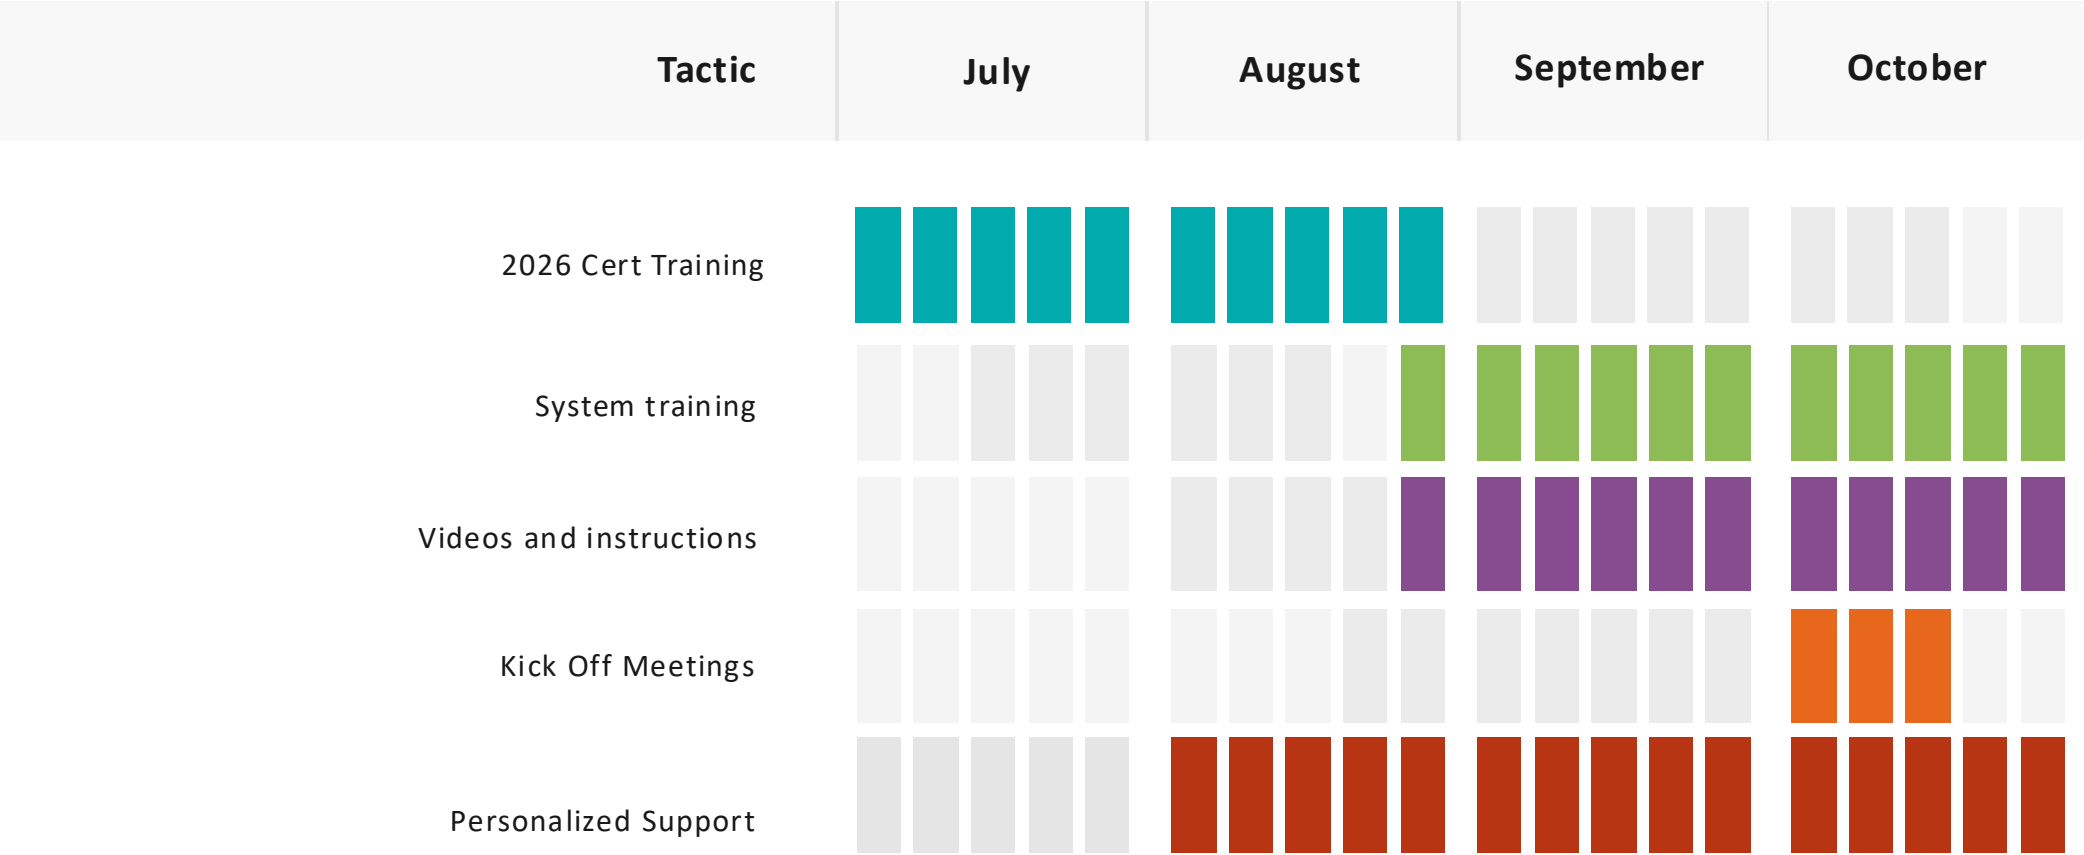 Tactic
July
August
September
October
2026 Cert Training
System training
Videos and instructions
Kick Off Meetings
Personalized Support